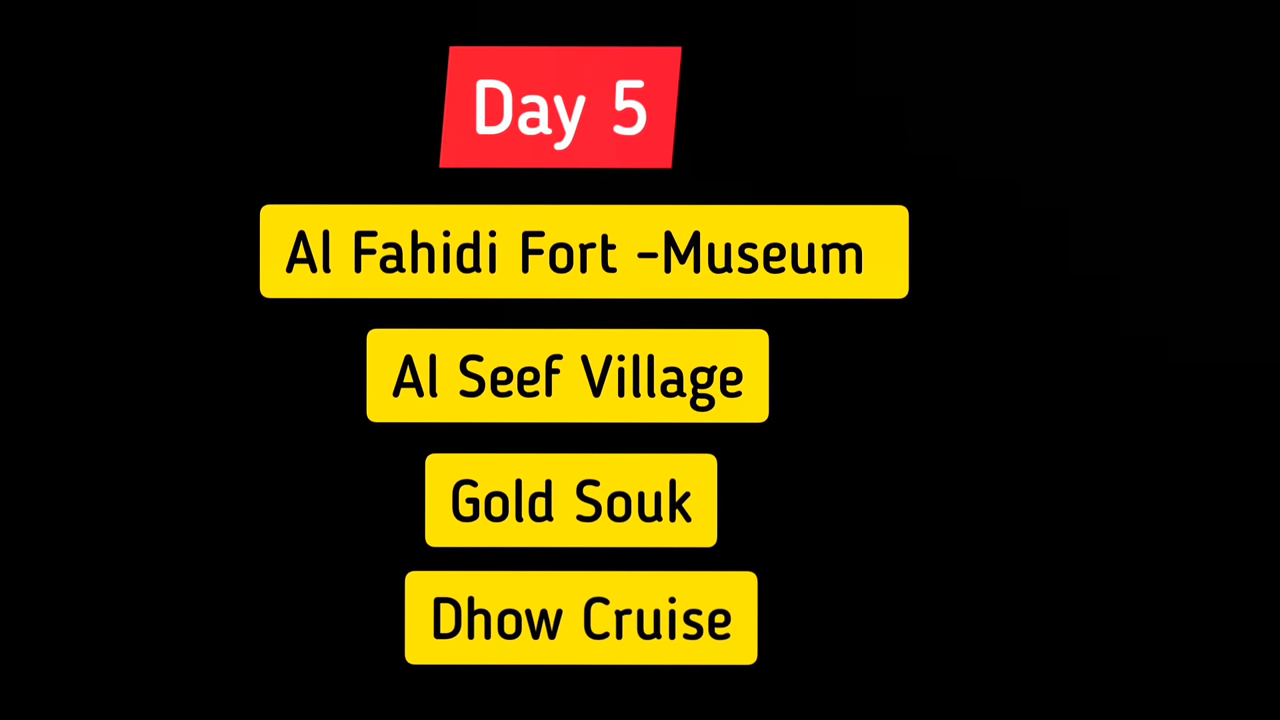 Day 5
Al Fahidi Fort -Museum
Al Seef Village
Gold Souk
Dhow Cruise